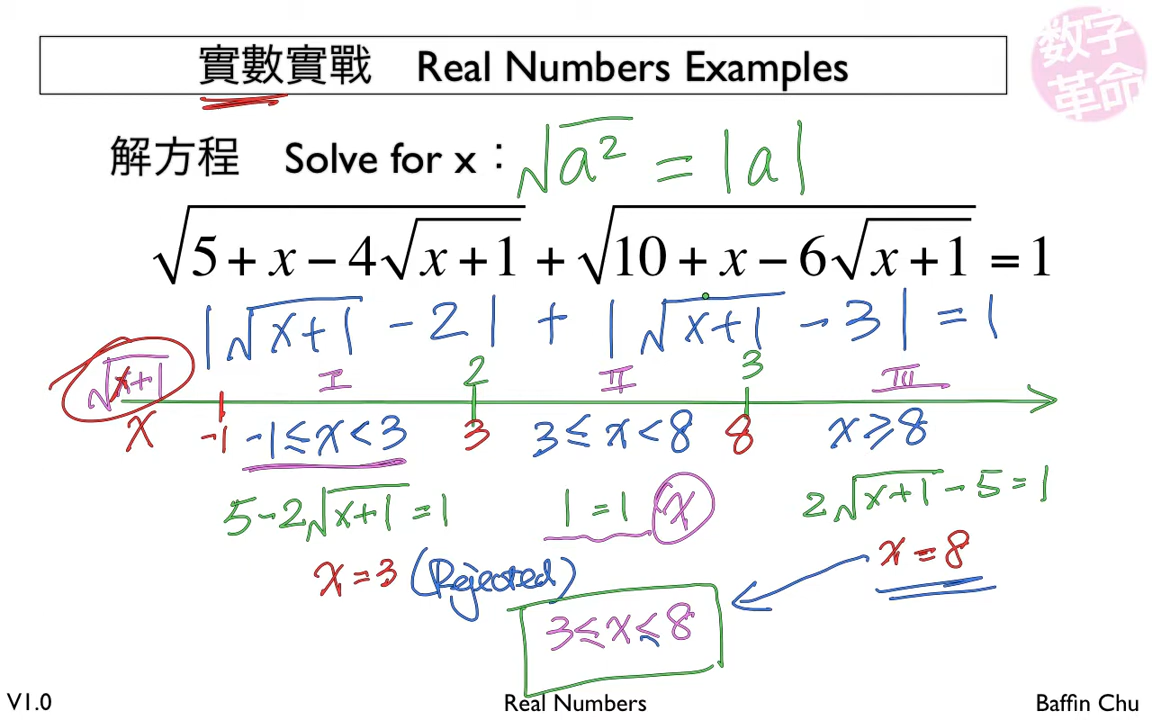 實數實戰 Real Numbers Examples
数字
革命
解方程 Solve for x：√(a²) = |a|
√(5 + x − 4√(x + 1)) + √(10 + x − 6√(x + 1)) = 1
|√(x+1) − 2| + |√(x+1) − 3| = 1
√(x+1) I 2 II 3 III
x −1 −1 ≤ x < 3 3 3 ≤ x < 8 8 x ≥ 8
5 − 2√(x+1) = 1 1 = 1 x 2√(x+1) − 5 = 1
x = 3 (Rejected) x = 8
3 ≤ x ≤ 8
V1.0 Real Numbers Baffin Chu